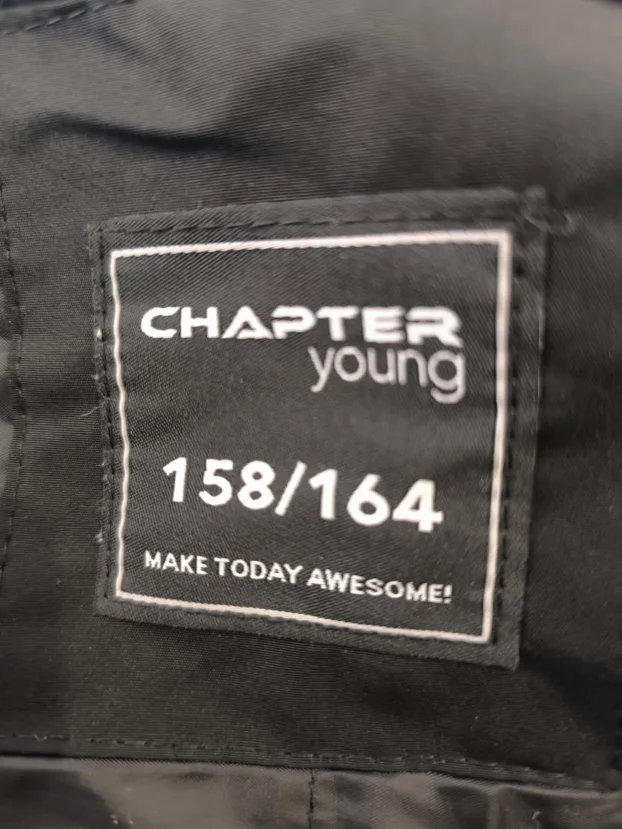 CHAPTER
young
158/164
MAKE TODAY AWESOME!